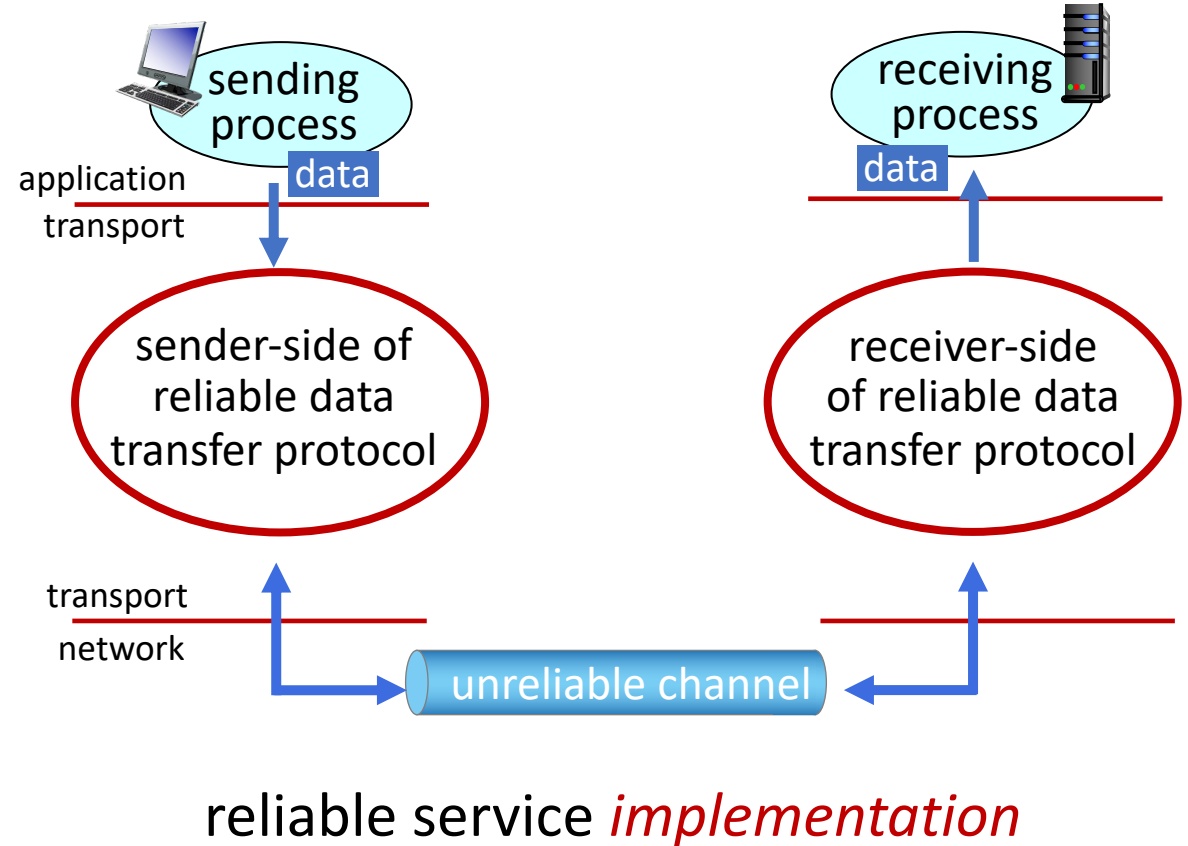 sending
process
data
application
transport
receiving
process
data
sender-side of
reliable data
transfer protocol
receiver-side
of reliable data
transfer protocol
transport
network
unreliable channel
reliable service implementation